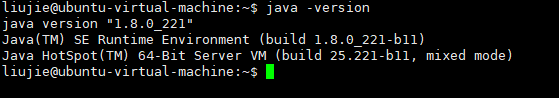 liujie@ubuntu-virtual-machine:~$ java -version
java version "1.8.0_221"
Java(TM) SE Runtime Environment (build 1.8.0_221-b11)
Java HotSpot(TM) 64-Bit Server VM (build 25.221-b11, mixed mode)
liujie@ubuntu-virtual-machine:~$